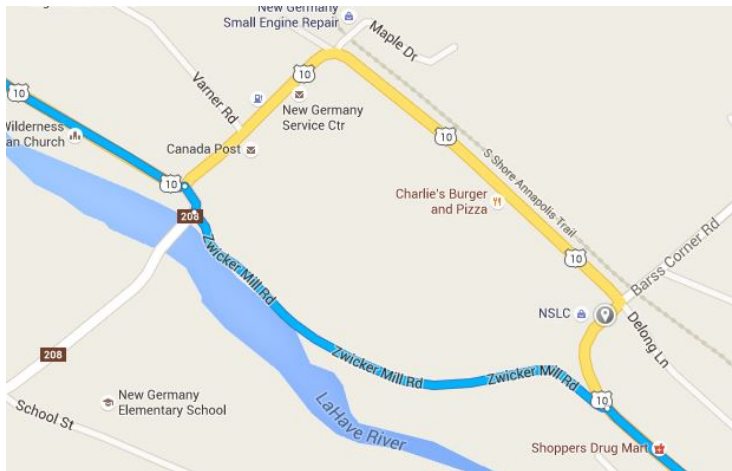 New Germany
Small Engine Repair
Maple Dr
10
10
Varner Rd
New Germany
Service Ctr
10
Wilderness
an Church
Canada Post
S Shore Annapolis Trail
10
Charlie's Burger
and Pizza
208
Zwicker Mill Rd
10
Barss Corner Rd
NSLC
Delong Ln
208
Zwicker Mill Rd
Zwicker Mill Rd
New Germany
Elementary School
10
School St
LaHave River
Shoppers Drug Mart